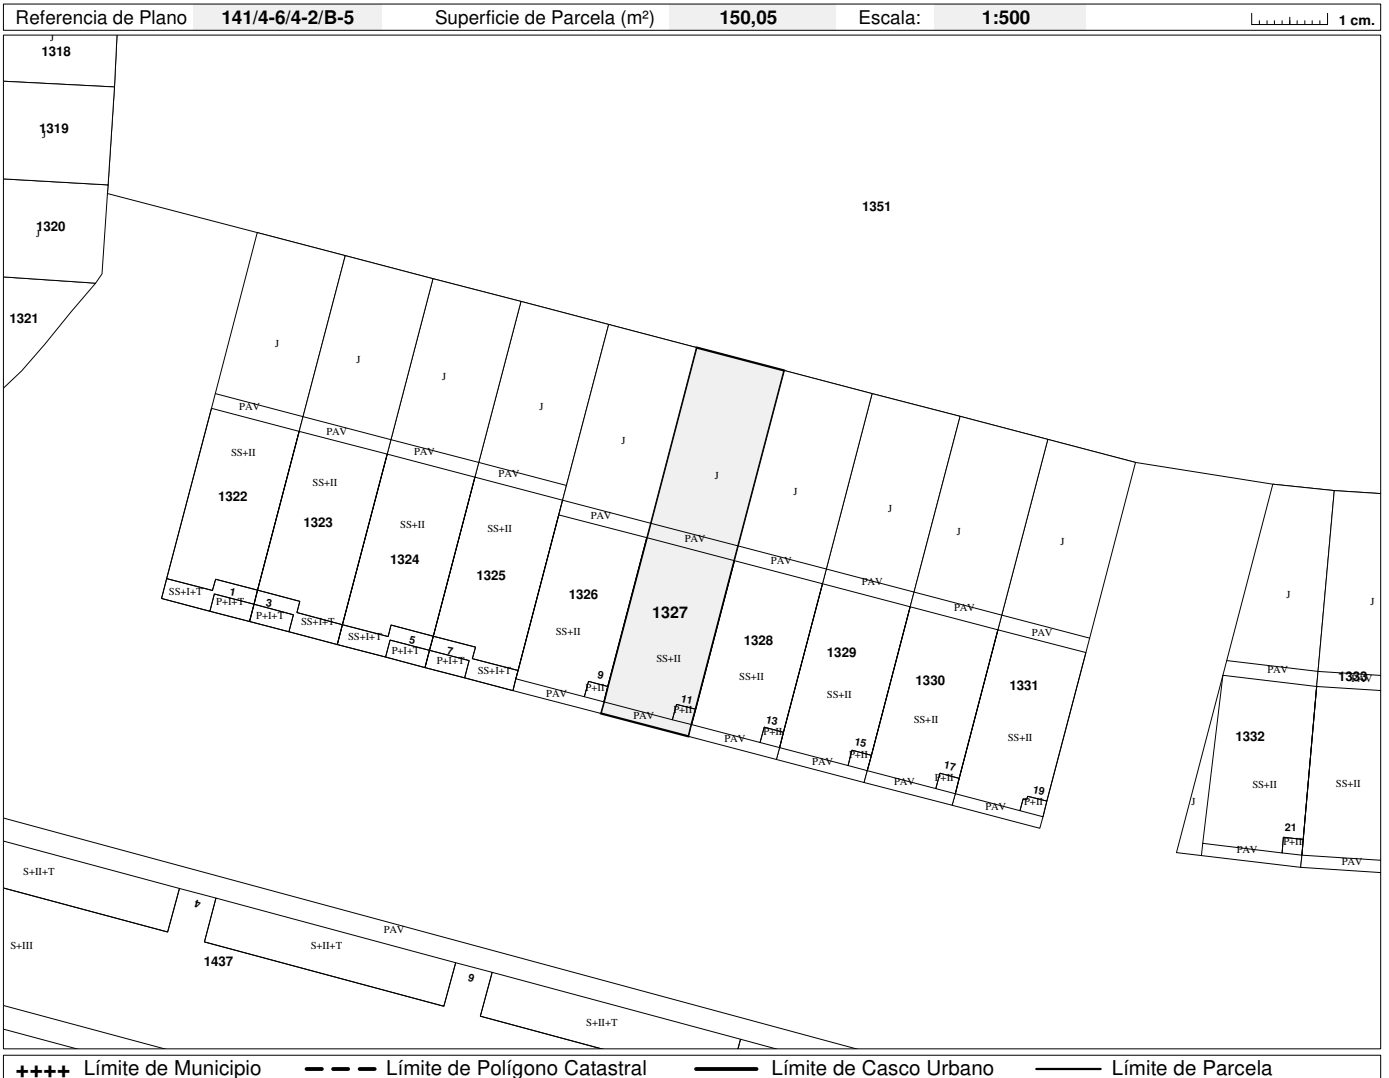 Referencia de Plano 141/4-6/4-2/B-5 Superficie de Parcela (m²) 150,05 Escala: 1:500 1 cm.
J
1318
1319
J
1320
J
1321
1351
J
J
J
J
J
J
J
J
J
J
J
J
PAV
PAV
PAV
PAV
PAV
PAV
PAV
PAV
PAV
PAV
PAV
PAV
SS+II
1322
SS+II
1323
SS+II
1324
SS+II
1325
1326
SS+II
1327
SS+II
1328
SS+II
1329
SS+II
1330
SS+II
1331
SS+II
1332
SS+II
1333
SS+II
J
SS+I+T
1
P+I+T
3
P+I+T
SS+I+T
SS+I+T
5
P+I+T
7
P+I+T
SS+I+T
PAV
9
P+II
PAV
11
P+II
PAV
13
P+II
PAV
15
P+II
PAV
17
P+II
PAV
19
P+II
PAV
21
P+II
PAV
S+II+T
4
PAV
S+III
1437
S+II+T
6
S+II+T
++++ Límite de Municipio Límite de Polígono Catastral Límite de Casco Urbano Límite de Parcela